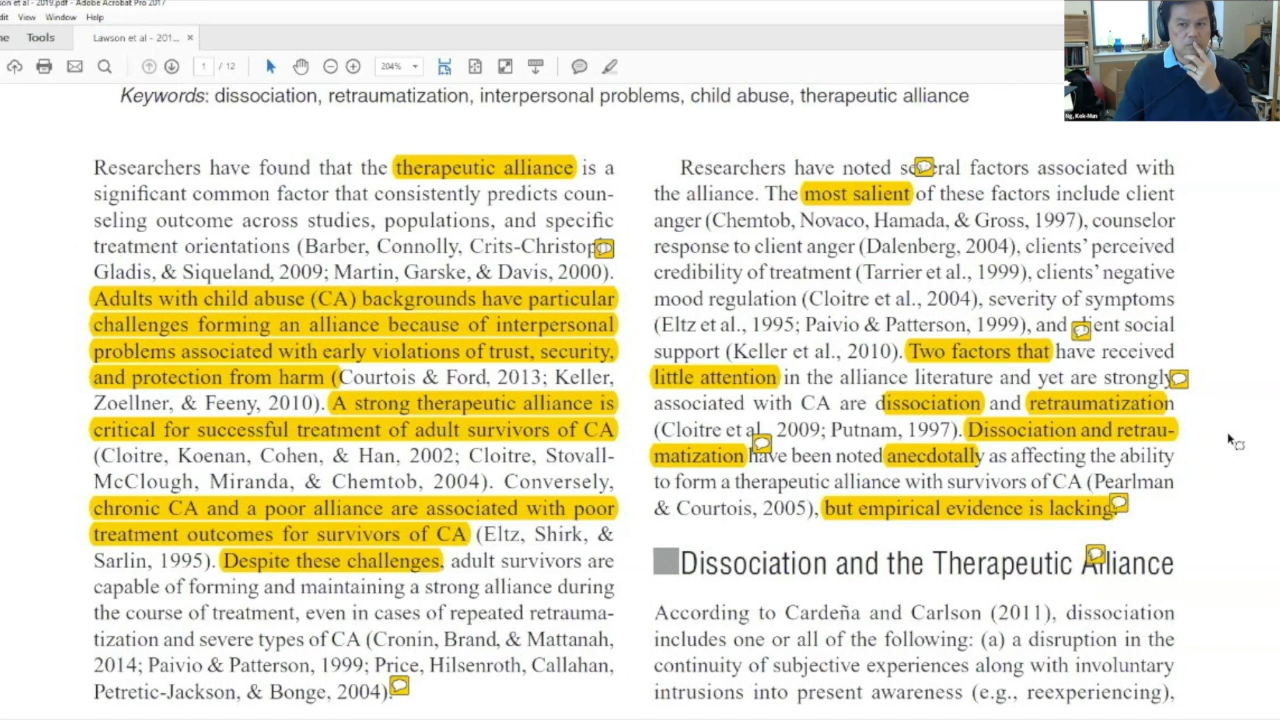 son et al - 2019.pdf - Adobe Acrobat Pro 2017
dit View Window Help
ne Tools Lawson et al - 201... ×
1 / 12 204%
Ng, Kok-Mun
Keywords: dissociation, retraumatization, interpersonal problems, child abuse, therapeutic alliance
Researchers have found that the therapeutic alliance is a
significant common factor that consistently predicts coun-
seling outcome across studies, populations, and specific
treatment orientations (Barber, Connolly, Crits-Christop
Gladis, & Siqueland, 2009; Martin, Garske, & Davis, 2000).
Adults with child abuse (CA) backgrounds have particular
challenges forming an alliance because of interpersonal
problems associated with early violations of trust, security,
and protection from harm (Courtois & Ford, 2013; Keller,
Zoellner, & Feeny, 2010). A strong therapeutic alliance is
critical for successful treatment of adult survivors of CA
(Cloitre, Koenan, Cohen, & Han, 2002; Cloitre, Stovall-
McClough, Miranda, & Chemtob, 2004). Conversely,
chronic CA and a poor alliance are associated with poor
treatment outcomes for survivors of CA (Eltz, Shirk, &
Sarlin, 1995). Despite these challenges, adult survivors are
capable of forming and maintaining a strong alliance during
the course of treatment, even in cases of repeated retrauma-
tization and severe types of CA (Cronin, Brand, & Mattanah,
2014; Paivio & Patterson, 1999; Price, Hilsenroth, Callahan,
Petretic-Jackson, & Bonge, 2004).
Researchers have noted several factors associated with
the alliance. The most salient of these factors include client
anger (Chemtob, Novaco, Hamada, & Gross, 1997), counselor
response to client anger (Dalenberg, 2004), clients' perceived
credibility of treatment (Tarrier et al., 1999), clients' negative
mood regulation (Cloitre et al., 2004), severity of symptoms
(Eltz et al., 1995; Paivio & Patterson, 1999), and client social
support (Keller et al., 2010). Two factors that have received
little attention in the alliance literature and yet are strongly
associated with CA are dissociation and retraumatization
(Cloitre et al., 2009; Putnam, 1997). Dissociation and retrau-
matization have been noted anecdotally as affecting the ability
to form a therapeutic alliance with survivors of CA (Pearlman
& Courtois, 2005), but empirical evidence is lacking.
Dissociation and the Therapeutic Alliance
According to Cardeña and Carlson (2011), dissociation
includes one or all of the following: (a) a disruption in the
continuity of subjective experiences along with involuntary
intrusions into present awareness (e.g., reexperiencing),